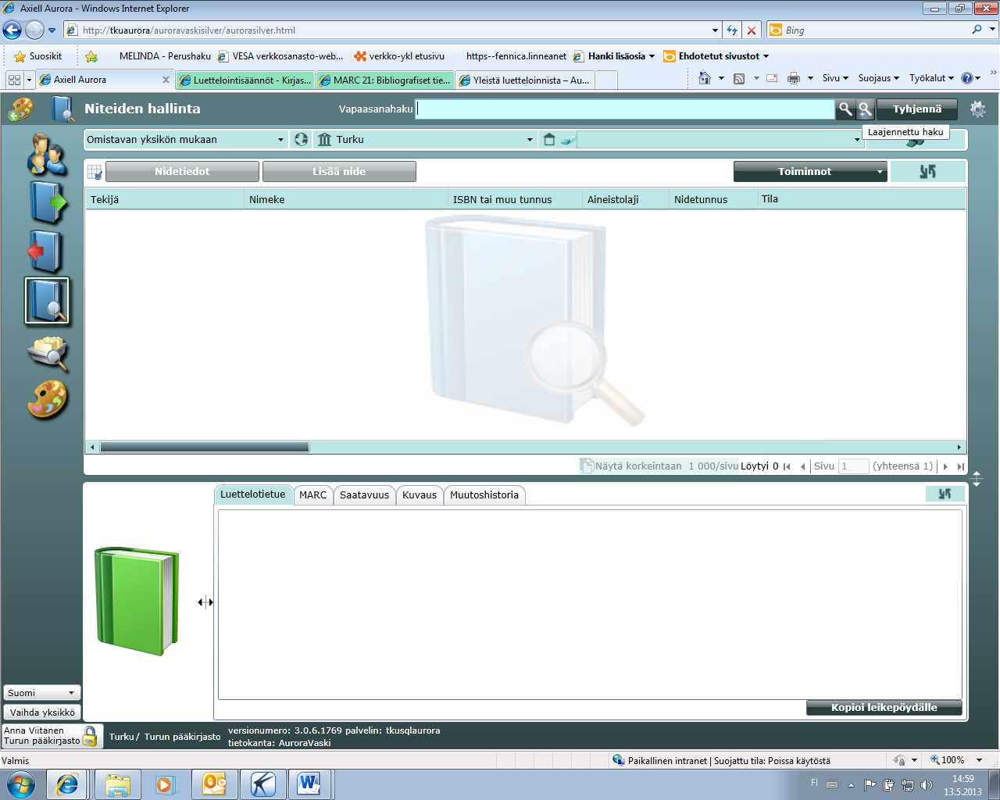 Axiell Aurora - Windows Internet Explorer
http://tkuaurora/auroravaskisilver/aurorasilver.html
Bing
Suosikit
MELINDA - Perushaku
VESA verkkosanasto-web...
verkko-ykl etusivu
https--fennica.linneanet
Hanki lisäosia
Ehdotetut sivustot
Axiell Aurora
Luettelointisäännöt - Kirjas...
MARC 21: Bibliografiset tie...
Yleistä luetteloinnista – Au...
Sivu
Suojaus
Työkalut
Niteiden hallinta
Vapaasanahaku
Tyhjennä
Laajennettu haku
Omistavan yksikön mukaan
Turku
Nidetiedot
Lisää nide
Toiminnot
Tekijä
Nimeke
ISBN tai muu tunnus
Aineistolaji
Nidetunnus
Tila
Näytä korkeintaan 1 000/sivu Löytyi 0
Sivu 1 (yhteensä 1)
Luettelotietue
MARC
Saatavuus
Kuvaus
Muutoshistoria
Kopioi leikepöydälle
Suomi
Vaihda yksikkö
Anna Viitanen
Turun pääkirjasto
Turku / Turun pääkirjasto
versionumero: 3.0.6.1769 palvelin: tkusqlaurora
tietokanta: AuroraVaski
Valmis
Paikallinen intranet | Suojattu tila: Poissa käytöstä
100%
FI
14:59
13.5.2013